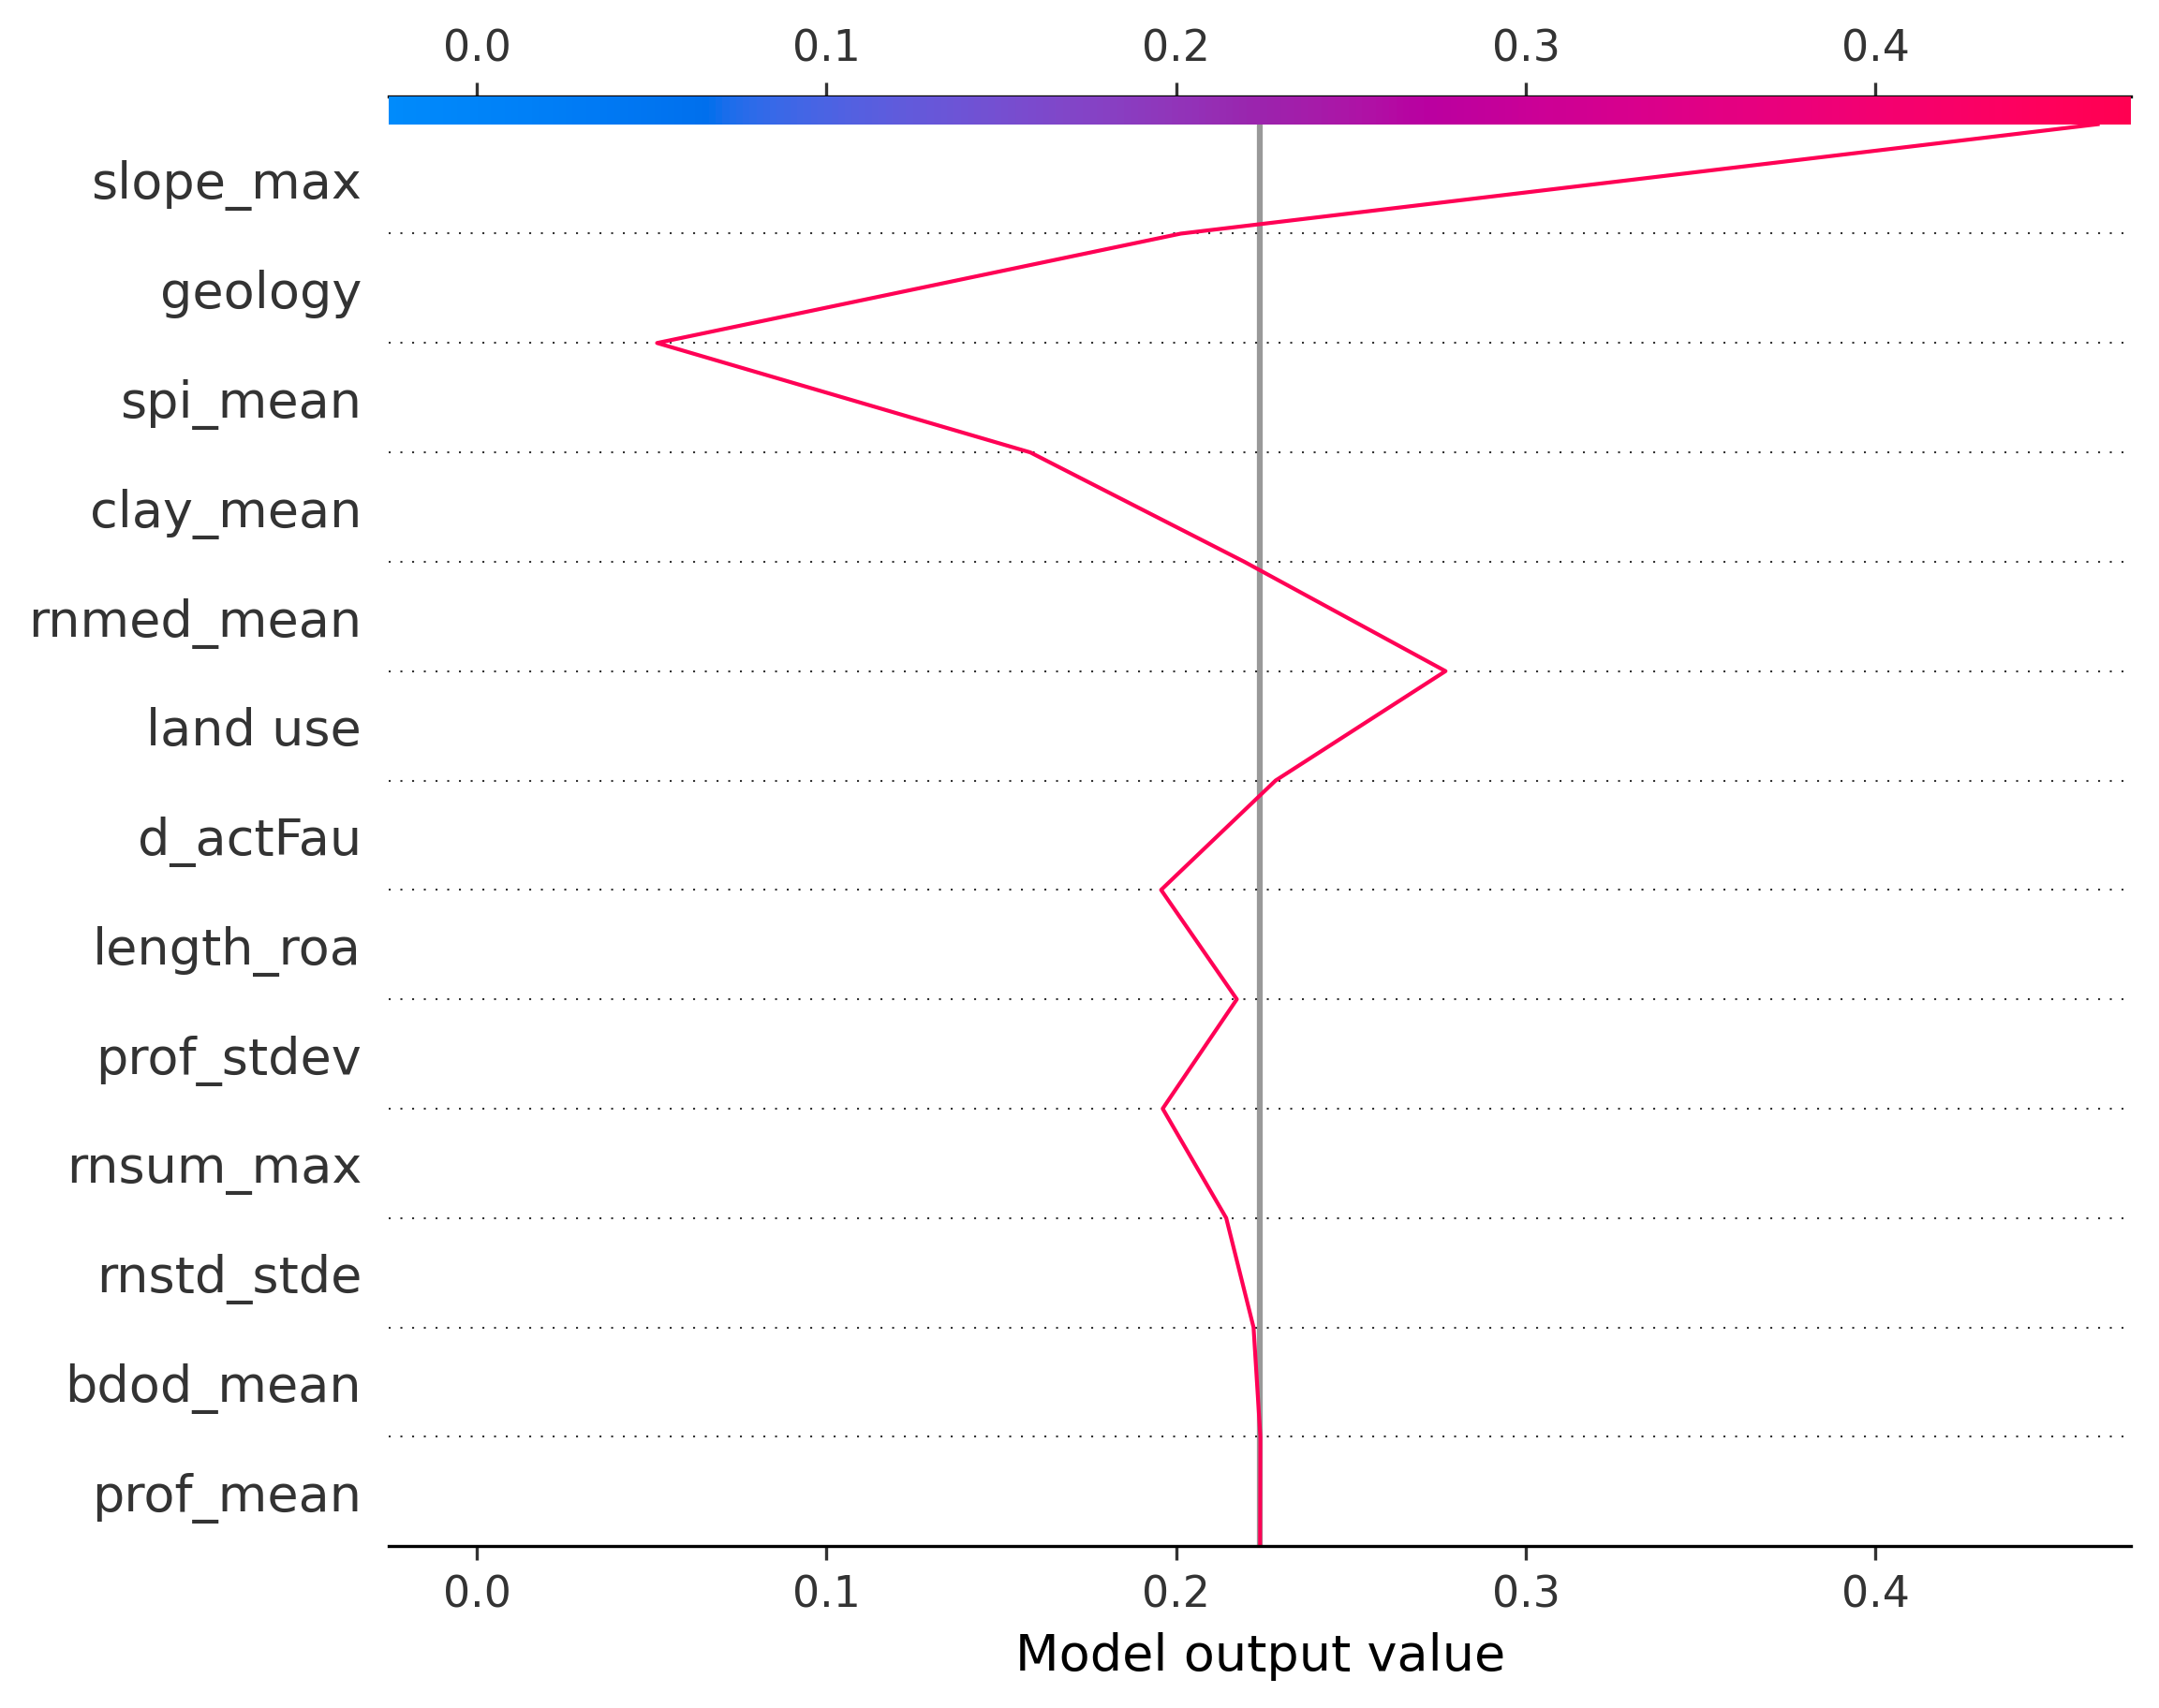 0.0 0.1 0.2 0.3 0.4
slope_max
geology
spi_mean
clay_mean
rnmed_mean
land use
d_actFau
length_roa
prof_stdev
rnsum_max
rnstd_stde
bdod_mean
prof_mean
0.0 0.1 0.2 0.3 0.4
Model output value